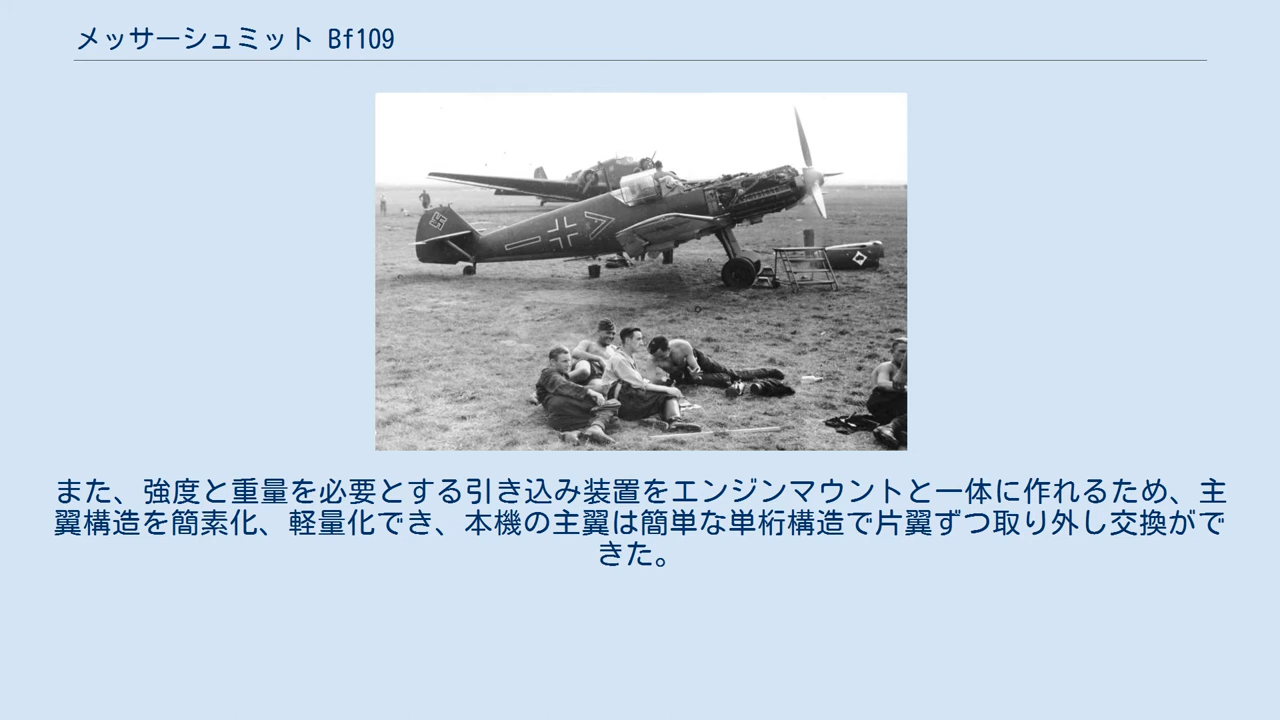 メッサーシュミット Bf109
また、強度と重量を必要とする引き込み装置をエンジンマウントと一体に作れるため、主
翼構造を簡素化、軽量化でき、本機の主翼は簡単な単桁構造で片翼ずつ取り外し交換がで
きた。